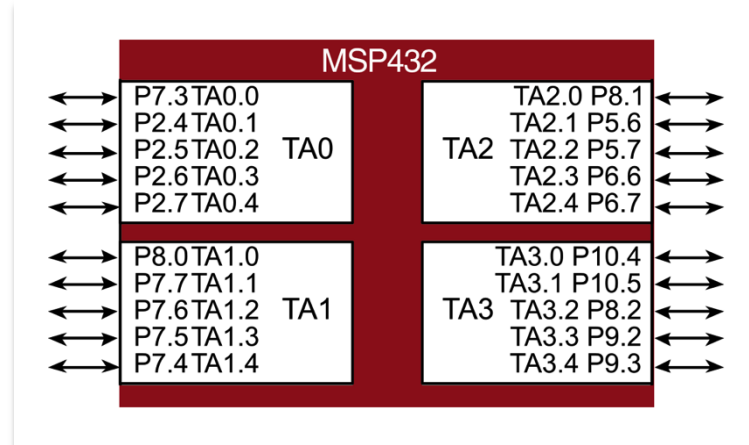 MSP432
P7.3 TA0.0
P2.4 TA0.1
P2.5 TA0.2
P2.6 TA0.3
P2.7 TA0.4
TA0
TA2.0 P8.1
TA2.1 P5.6
TA2.2 P5.7
TA2.3 P6.6
TA2.4 P6.7
TA2
P8.0 TA1.0
P7.7 TA1.1
P7.6 TA1.2
P7.5 TA1.3
P7.4 TA1.4
TA1
TA3.0 P10.4
TA3.1 P10.5
TA3.2 P8.2
TA3.3 P9.2
TA3.4 P9.3
TA3